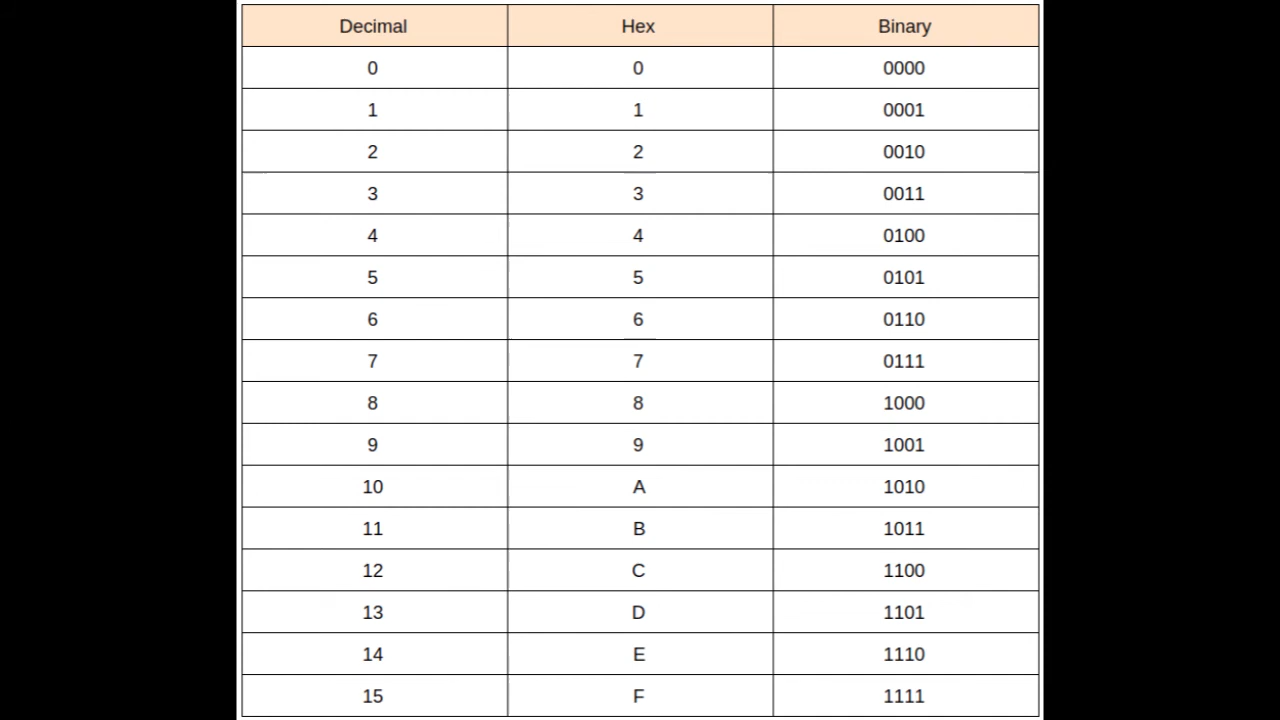 Decimal Hex Binary
0 0 0000
1 1 0001
2 2 0010
3 3 0011
4 4 0100
5 5 0101
6 6 0110
7 7 0111
8 8 1000
9 9 1001
10 A 1010
11 B 1011
12 C 1100
13 D 1101
14 E 1110
15 F 1111